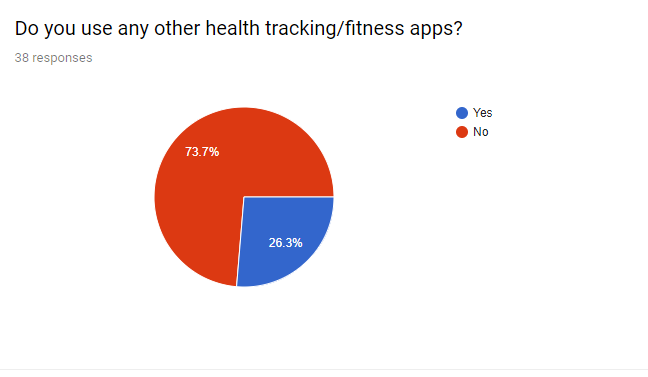 Do you use any other health tracking/fitness apps?
38 responses
Yes
No
73.7%
26.3%